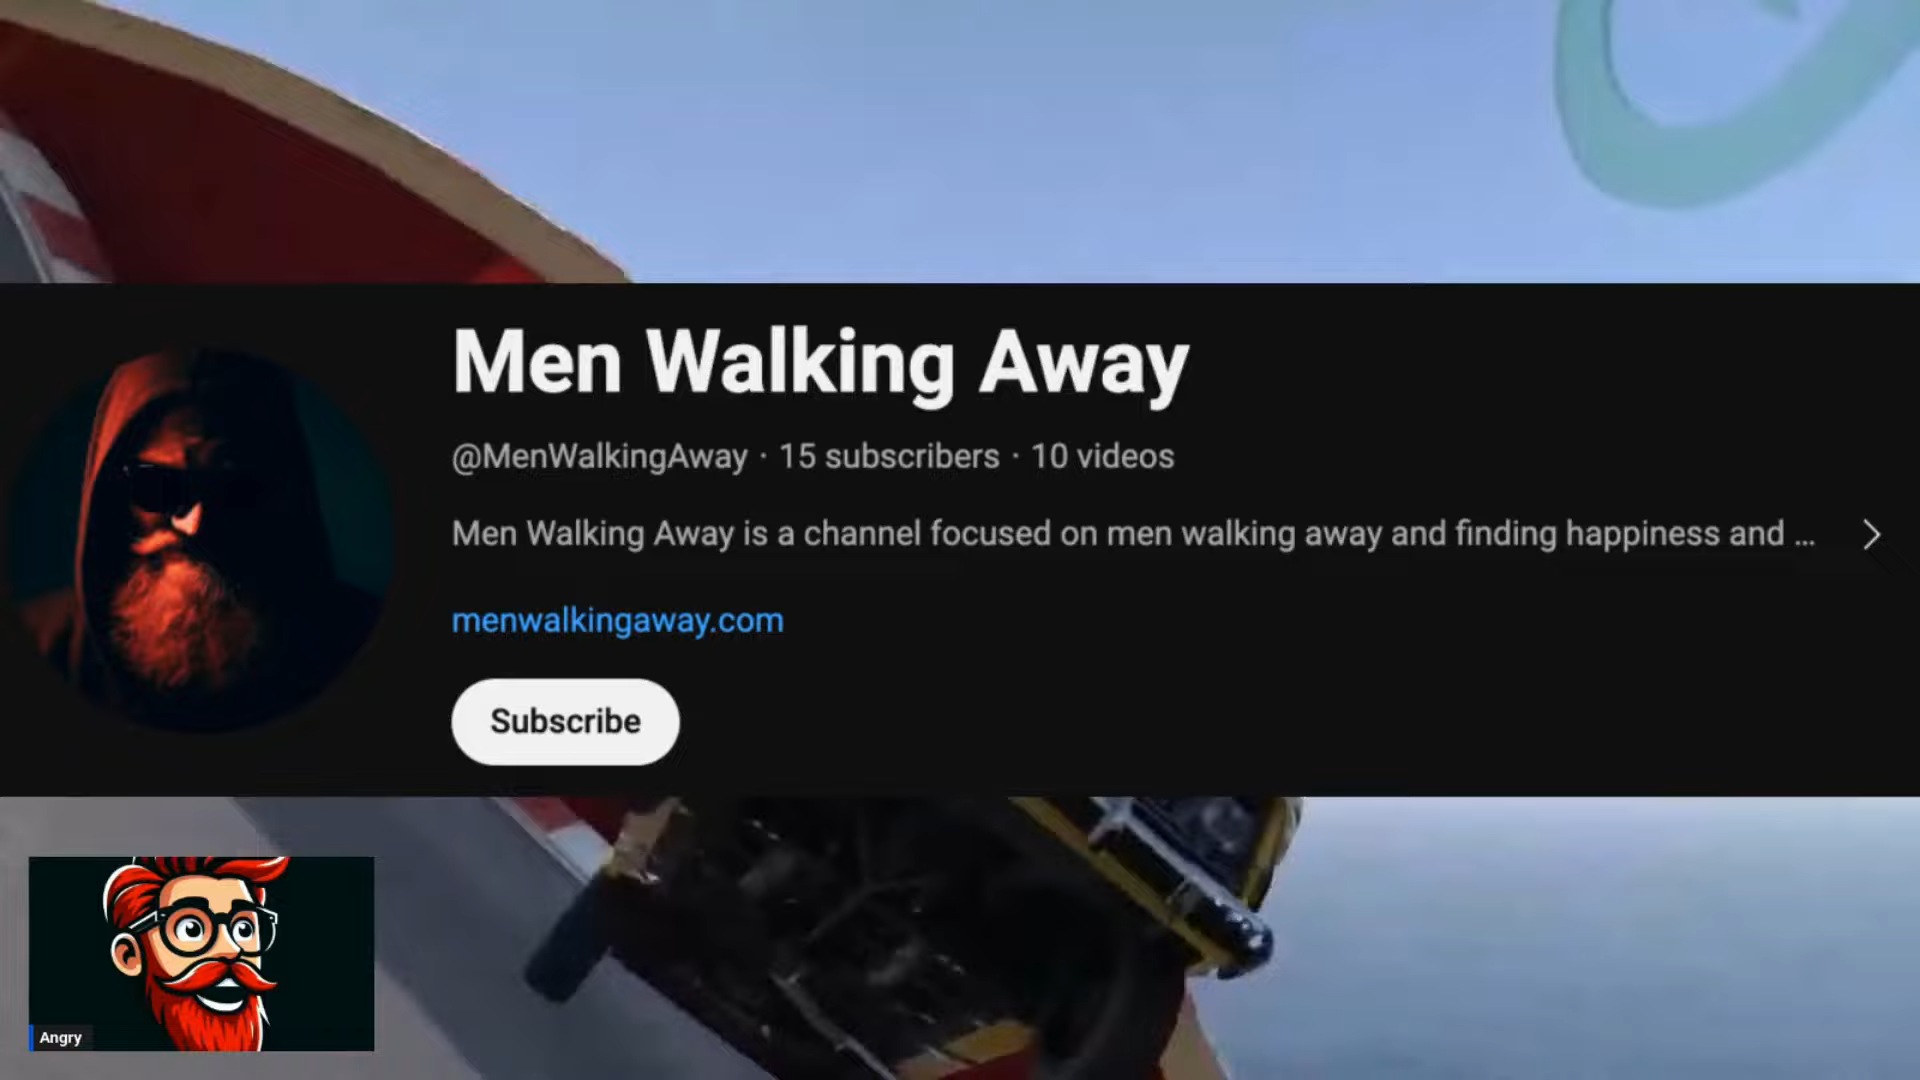 Men Walking Away
@MenWalkingAway · 15 subscribers · 10 videos
Men Walking Away is a channel focused on men walking away and finding happiness and ...
menwalkingaway.com
Subscribe
Angry